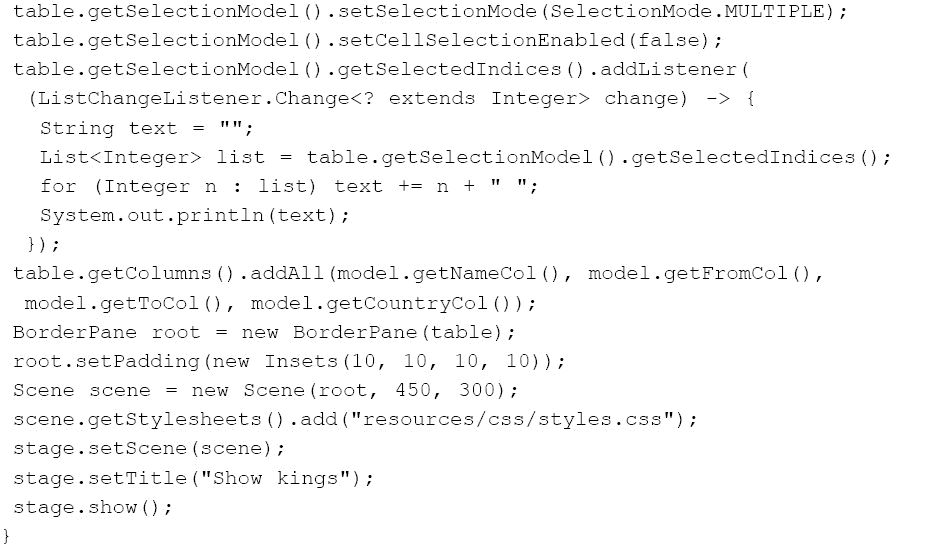 table.getSelectionModel().setSelectionMode(SelectionMode.MULTIPLE);
table.getSelectionModel().setCellSelectionEnabled(false);
table.getSelectionModel().getSelectedIndices().addListener(
(ListChangeListener.Change<? extends Integer> change) -> {
String text = "";
List<Integer> list = table.getSelectionModel().getSelectedIndices();
for (Integer n : list) text += n + " ";
System.out.println(text);
});
table.getColumns().addAll(model.getNameCol(), model.getFromCol(),
model.getToCol(), model.getCountryCol());
BorderPane root = new BorderPane(table);
root.setPadding(new Insets(10, 10, 10, 10));
Scene scene = new Scene(root, 450, 300);
scene.getStylesheets().add("resources/css/styles.css");
stage.setScene(scene);
stage.setTitle("Show kings");
stage.show();
}